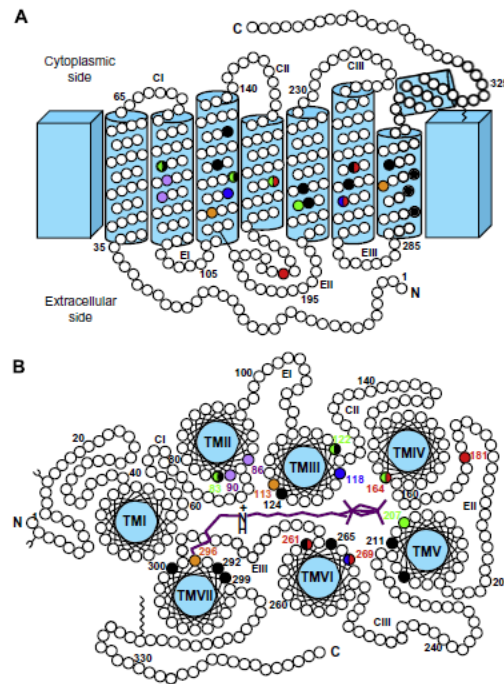 A
C
Cytoplasmic
side
CI
CII
CIII
65
140
230
325
35
EI
105
EII
195
EIII
285
1
N
Extracellular
side
B
100
EI
140
20
CI
TMII
80
86
122
CII
TMIII
TMIV
181
40
83
90
113
118
164
160
124
EII
N
1
TMI
60
+
N
H
207
296
EIII
261
265
269
211
TMV
300
292
299
TMVII
260
TMVI
20
CIII
240
330
C